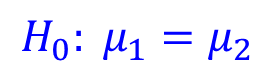 H₀: μ₁ = μ₂